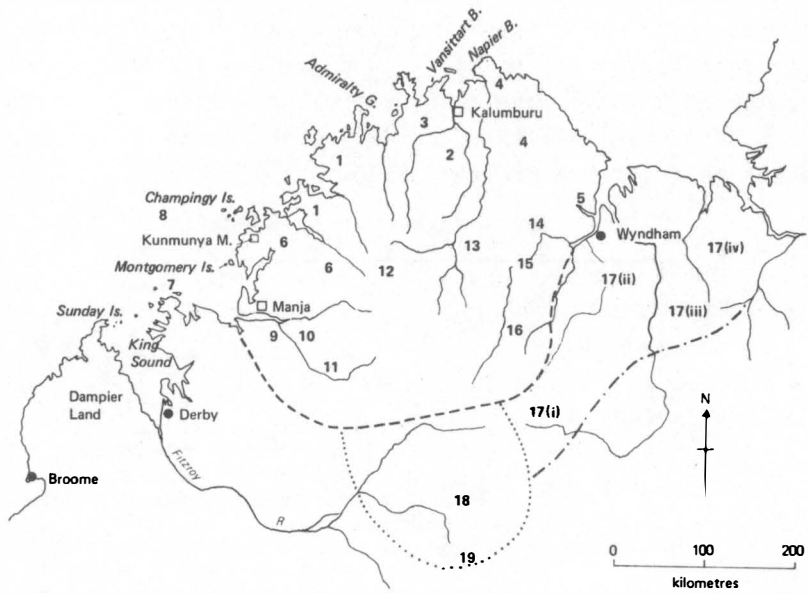 Vansittart B.
Napier B.
Admiralty G.
4
Kalumburu
3
4
1
2
Champingy Is.
8
1
5
Kunmunya M.
6
14
Wyndham
13
17(iv)
Montgomery Is.
6
12
15
17(ii)
7
Manja
17(iii)
Sunday Is.
9
10
16
King
Sound
11
Dampier
Land
Derby
17(i)
N
Fitzroy
R
Broome
18
19
0
100
200
kilometres